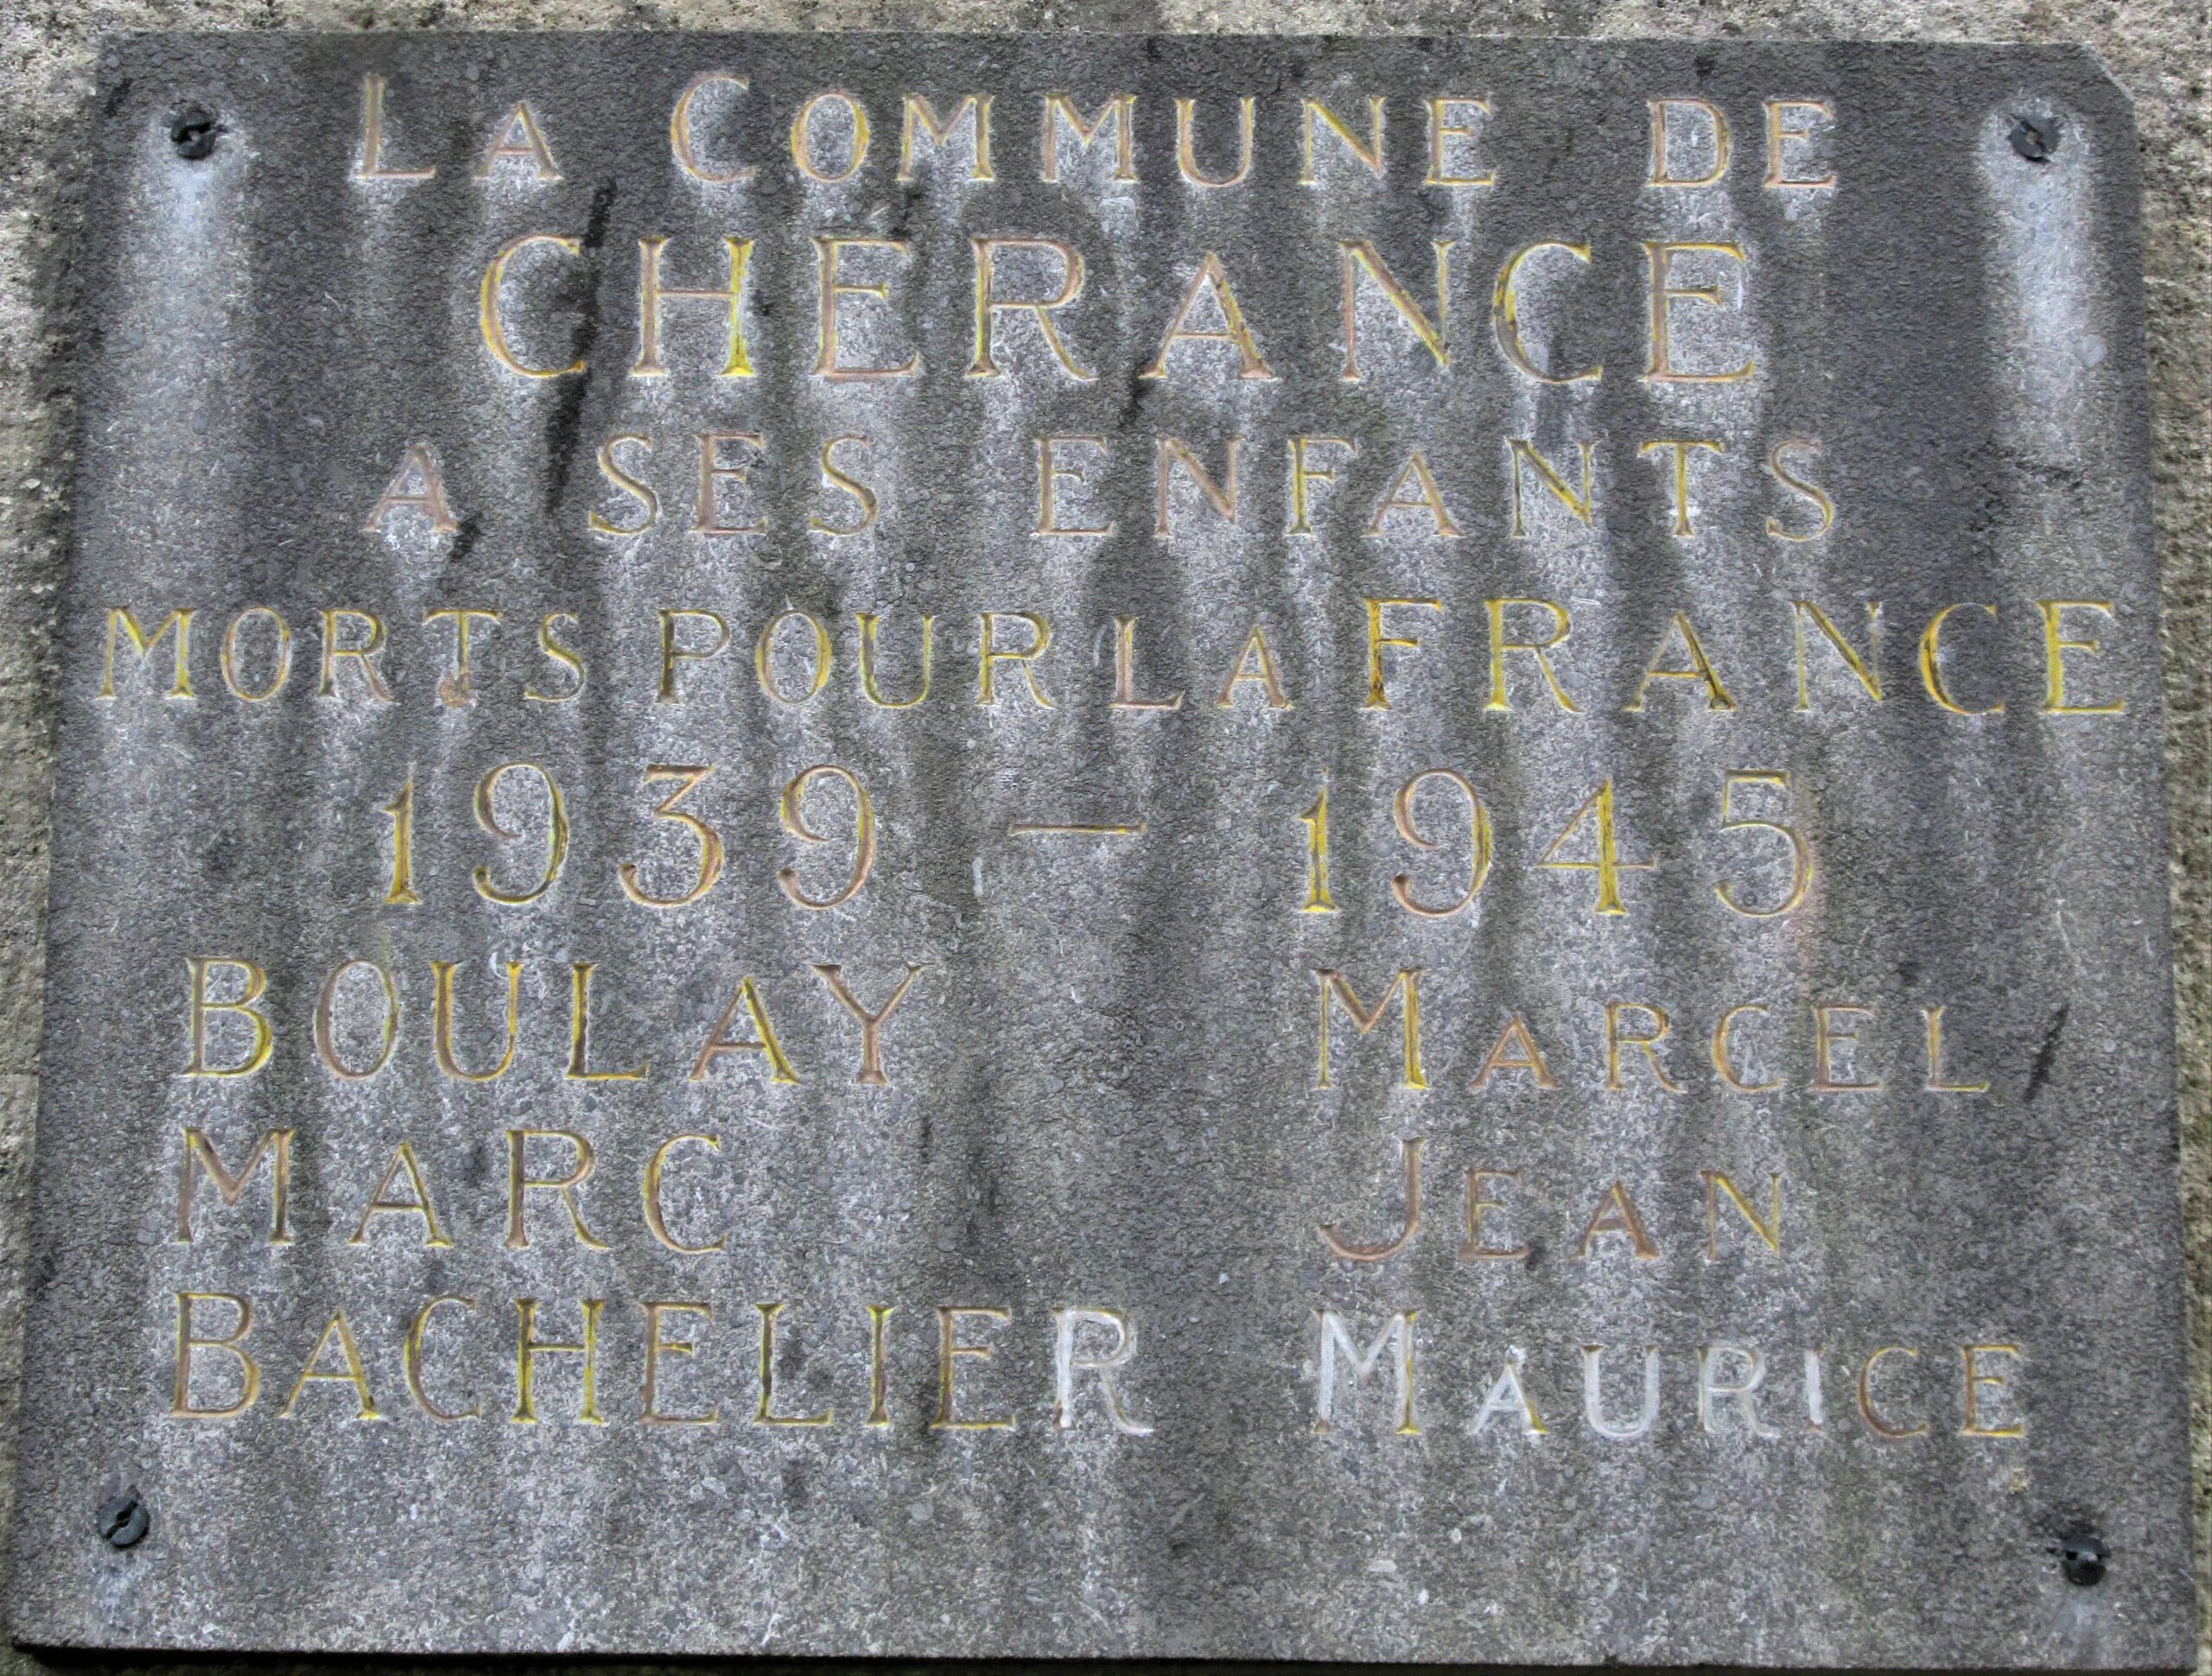 LA COMMUNE DE
CHERANCE
A SES ENFANTS
MORTS POUR LA FRANCE
1939 — 1945
BOULAY MARCEL
MARC JEAN
BACHELIER MAURICE